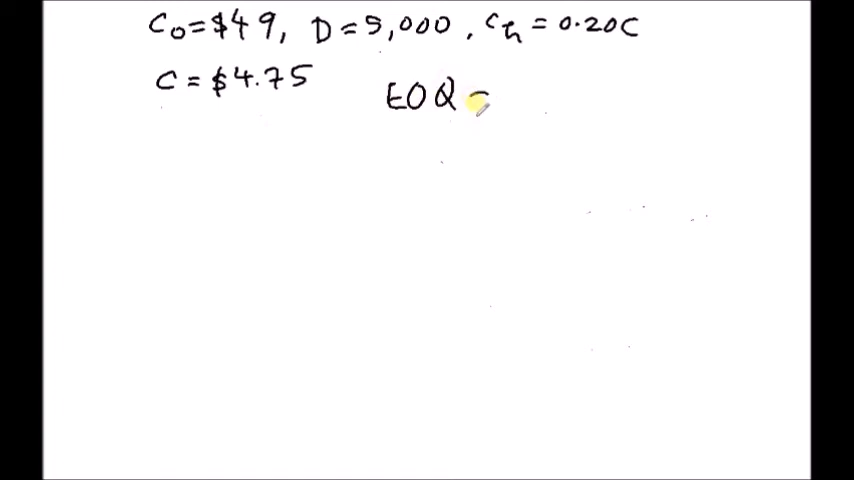 C₀ = $49, D = 5,000, Cₕ = 0.20C
C = $4.75
EOQ =